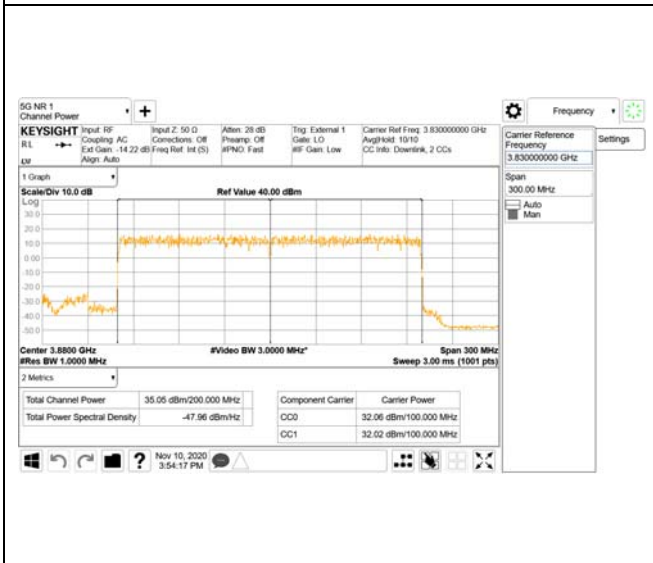 5G NR 1
Channel Power
Frequency
KEYSIGHT
RL
Input: RF
Coupling: AC
Ext Gain: -14.22 dB
Align: Auto
Input Z: 50 Ω
Corrections: Off
Freq Ref: Int (S)
Atten: 28 dB
Preamp: Off
#PNO: Fast
Trig: External 1
Gate: LO
#IF Gain: Low
Carrier Ref Freq: 3.830000000 GHz
Avg|Hold: 10/10
CC Info: Downlink, 2 CCs
Carrier Reference
Frequency
3.830000000 GHz
Settings
Span
300.00 MHz
Auto
Man
1 Graph
Scale/Div 10.0 dB
Ref Value 40.00 dBm
Log
30.0
20.0
10.0
0.00
-10.0
-20.0
-30.0
-40.0
-50.0
Center 3.8800 GHz
#Video BW 3.0000 MHz*
Span 300 MHz
#Res BW 1.0000 MHz
Sweep 3.00 ms (1001 pts)
2 Metrics
Total Channel Power
35.05 dBm/200.000 MHz
Total Power Spectral Density
-47.96 dBm/Hz
Component Carrier
Carrier Power
CC0
32.06 dBm/100.000 MHz
CC1
32.02 dBm/100.000 MHz
Nov 10, 2020
3:54:17 PM